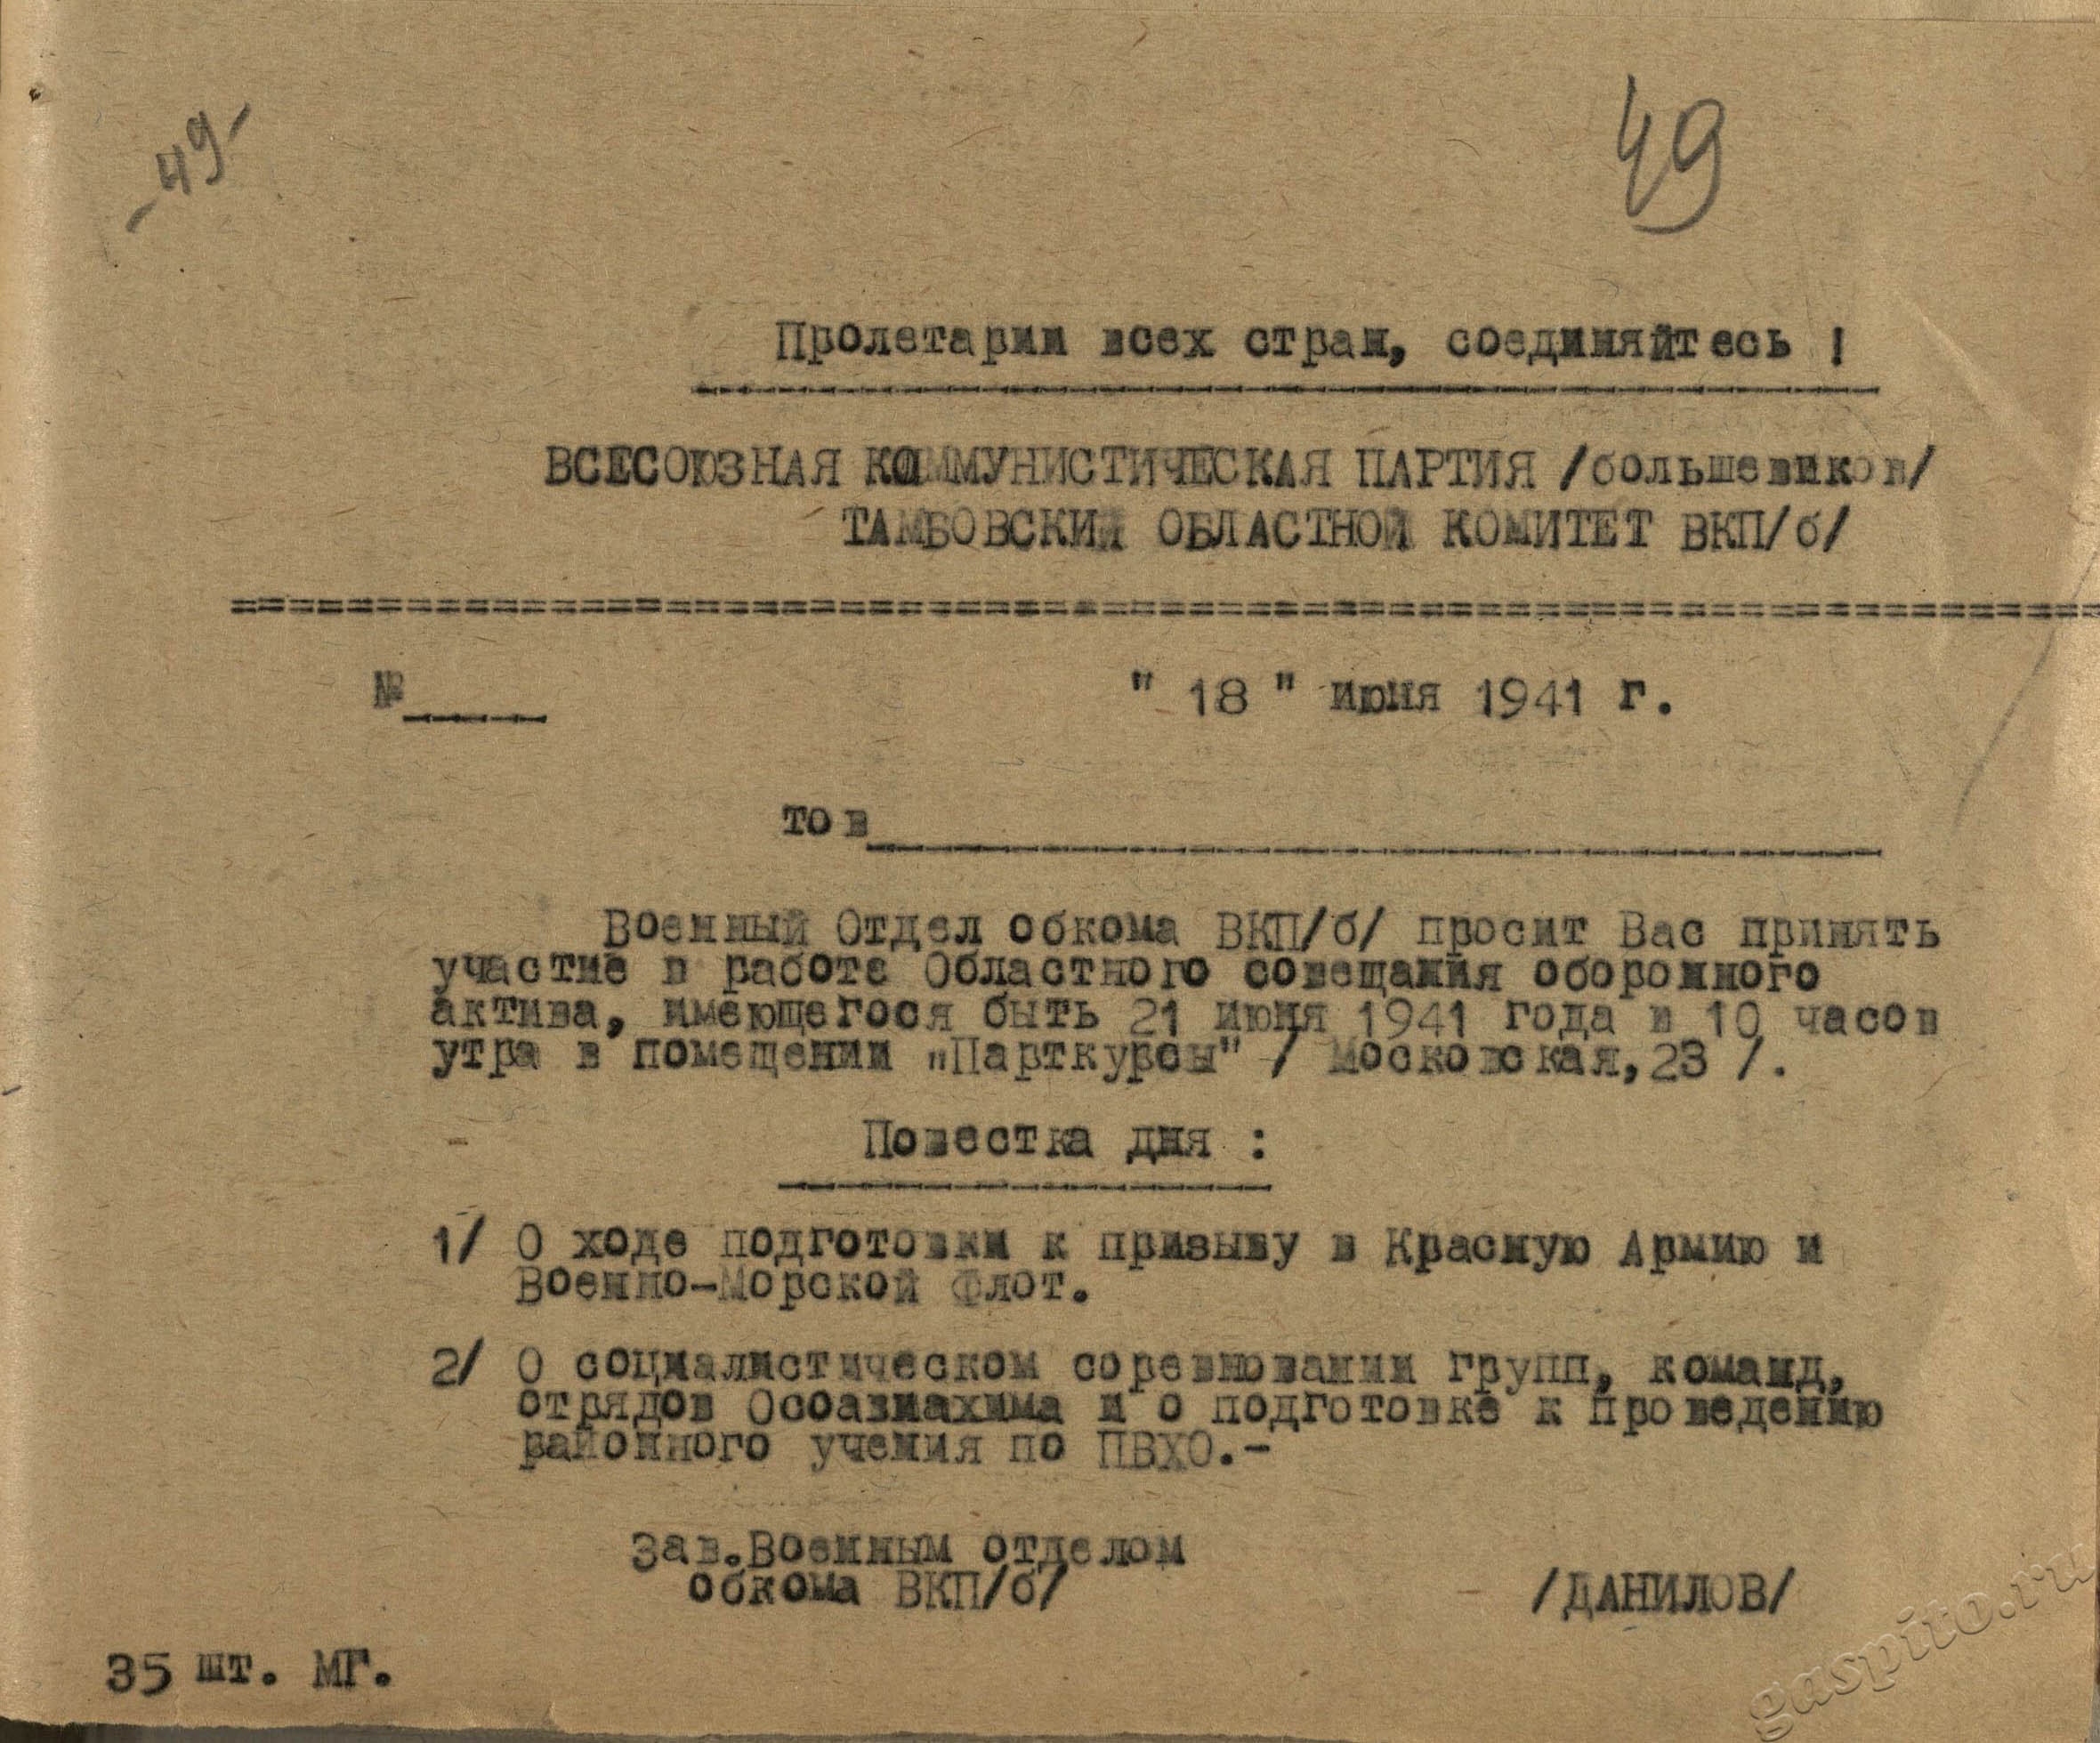 -49-
49
Пролетарии всех стран, соединяйтесь !
ВСЕСОЮЗНАЯ КОММУНИСТИЧЕСКАЯ ПАРТИЯ /большевиков/
ТАМБОВСКИЙ ОБЛАСТНОЙ КОМИТЕТ ВКП/б/
№____ " 18 " июня 1941 г.
тов____________________
Военный Отдел обкома ВКП/б/ просит Вас принять
участие в работе Областного совещания оборонного
актива, имеющегося быть 21 июня 1941 года в 10 часов
утра в помещении „Парткурсы" / Московская,23 /.
Повестка дня :
1/ О ходе подготовки к призыву в Красную Армию и
Военно-Морской Флот.
2/ О социалистическом соревновании групп, команд,
отрядов Осоавиахима и о подготовке к проведению
районного учения по ПВХО.-
Зав.Военным отделом
обкома ВКП/б/ /ДАНИЛОВ/
35 шт. МГ.
gaspito.ru